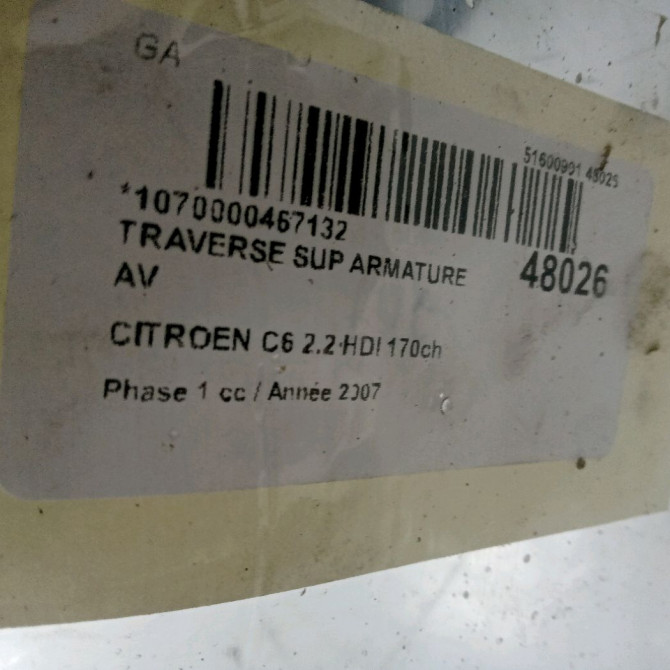 GA
51600901 48026
*1070000467132
TRAVERSE SUP ARMATURE
AV
48026
CITROEN C6 2.2 HDI 170ch
Phase 1 cc / Année 2007